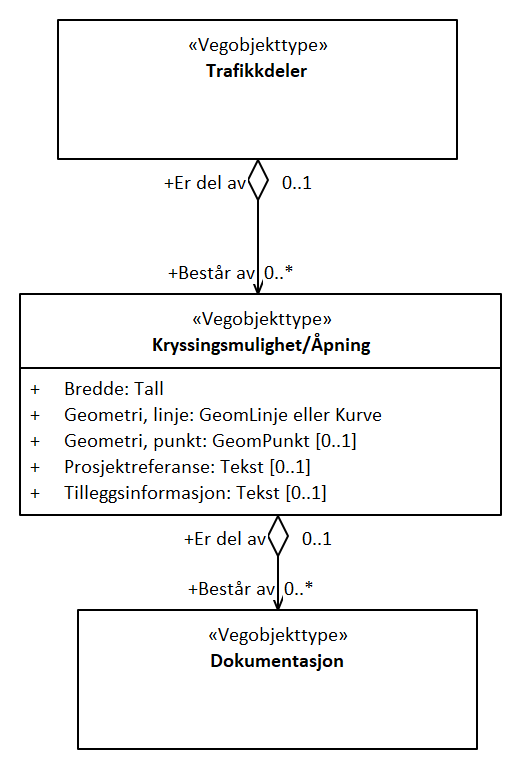 «Vegobjekttype»
Trafikkdeler
+Er del av 0..1
+Består av 0..*
«Vegobjekttype»
Kryssingsmulighet/Åpning
+ Bredde: Tall
+ Geometri, linje: GeomLinje eller Kurve
+ Geometri, punkt: GeomPunkt [0..1]
+ Prosjektreferanse: Tekst [0..1]
+ Tilleggsinformasjon: Tekst [0..1]
+Er del av 0..1
+Består av 0..*
«Vegobjekttype»
Dokumentasjon